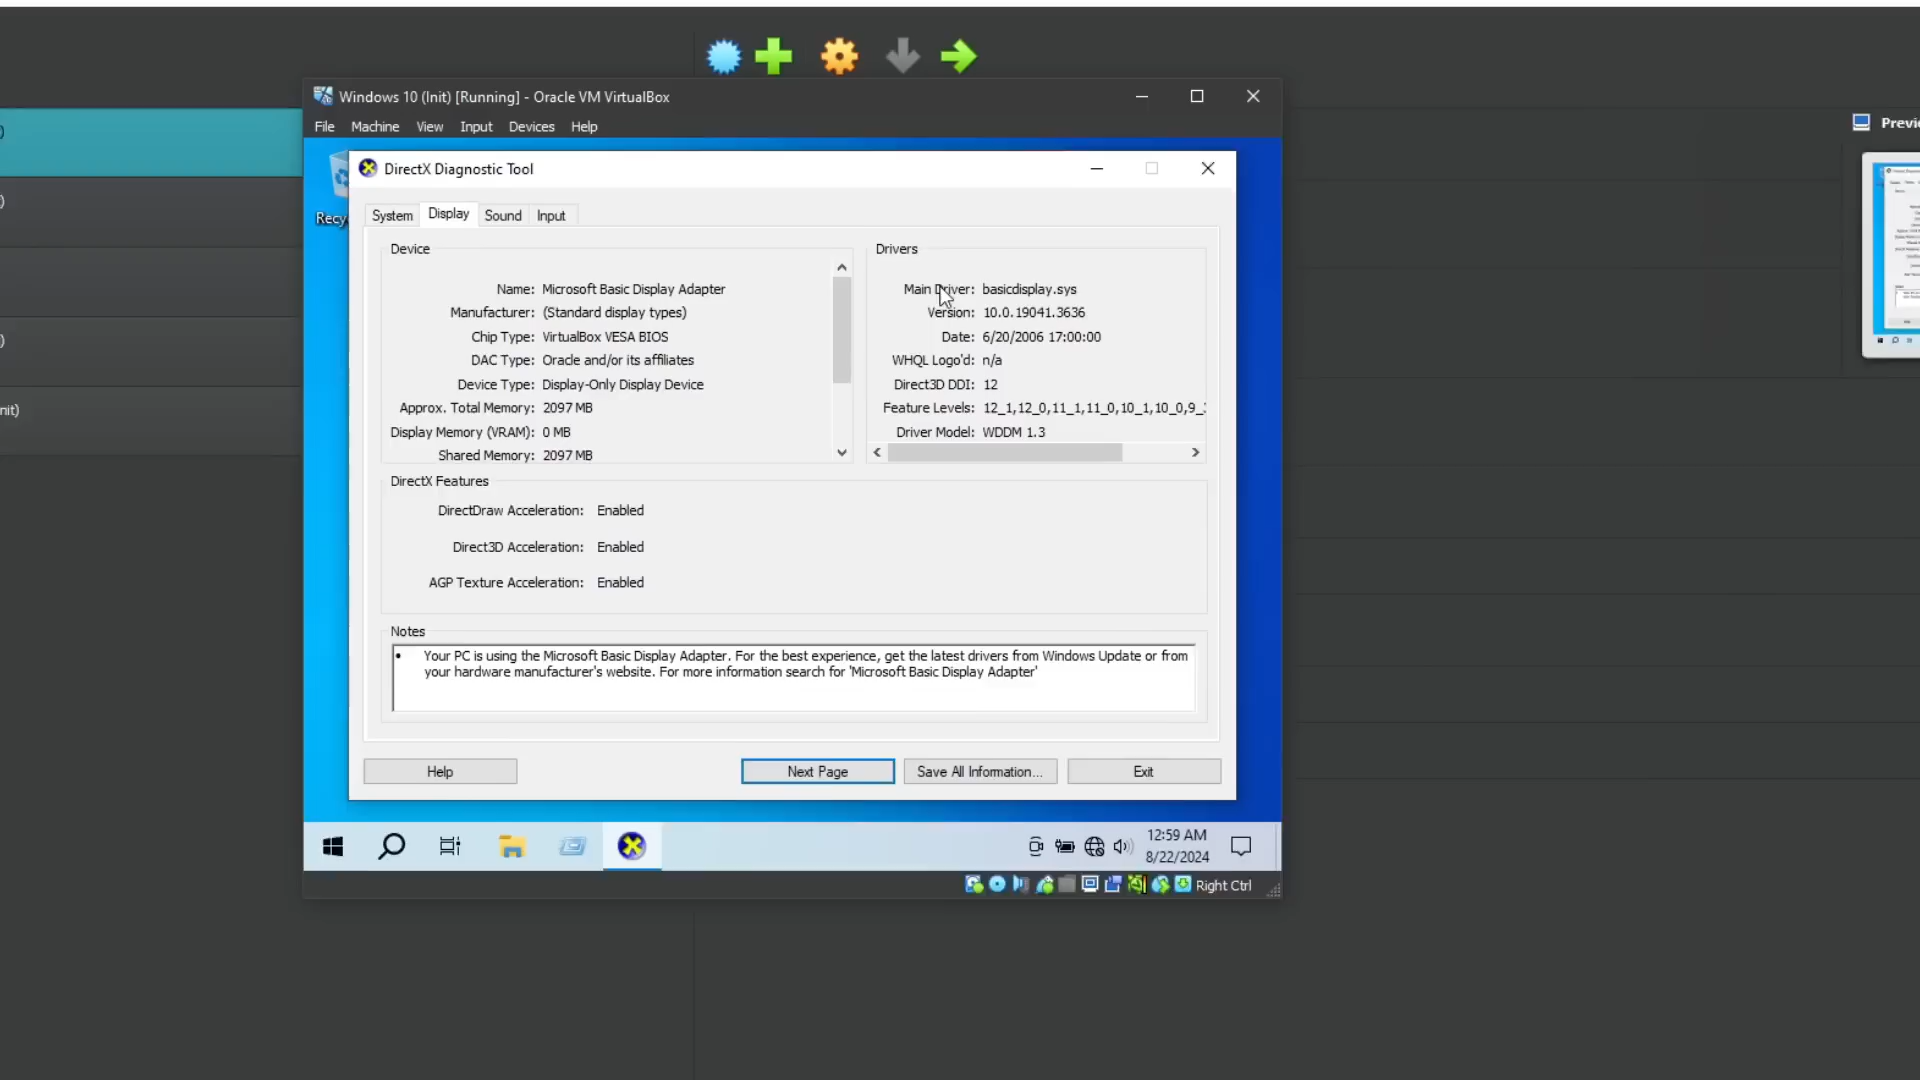 Windows 10 (Init) [Running] - Oracle VM VirtualBox
File Machine View Input Devices Help
Previ
)
)
)
nit)
Recy
DirectX Diagnostic Tool
System Display Sound Input
Device
Name: Microsoft Basic Display Adapter
Manufacturer: (Standard display types)
Chip Type: VirtualBox VESA BIOS
DAC Type: Oracle and/or its affiliates
Device Type: Display-Only Display Device
Approx. Total Memory: 2097 MB
Display Memory (VRAM): 0 MB
Shared Memory: 2097 MB
Drivers
Main Driver: basicdisplay.sys
Version: 10.0.19041.3636
Date: 6/20/2006 17:00:00
WHQL Logo'd: n/a
Direct3D DDI: 12
Feature Levels: 12_1,12_0,11_1,11_0,10_1,10_0,9_
Driver Model: WDDM 1.3
DirectX Features
DirectDraw Acceleration: Enabled
Direct3D Acceleration: Enabled
AGP Texture Acceleration: Enabled
Notes
• Your PC is using the Microsoft Basic Display Adapter. For the best experience, get the latest drivers from Windows Update or from
your hardware manufacturer's website. For more information search for 'Microsoft Basic Display Adapter'
Help Next Page Save All Information... Exit
12:59 AM
8/22/2024
Right Ctrl